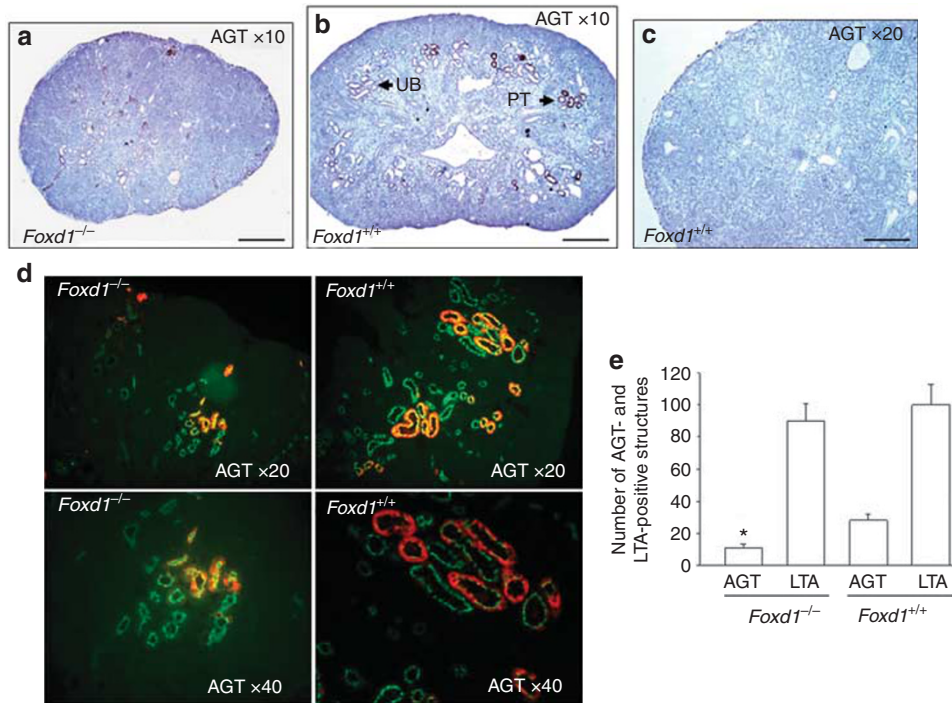 a
AGT ×10
Foxd1–/–
b
AGT ×10
UB
PT
Foxd1+/+
c
AGT ×20
Foxd1+/+
d
Foxd1–/–
AGT ×20
Foxd1+/+
AGT ×20
Foxd1–/–
AGT ×40
Foxd1+/+
AGT ×40
e
Number of AGT- and
LTA-positive structures
120
100
80
60
40
20
0
*
AGT LTA AGT LTA
Foxd1–/– Foxd1+/+